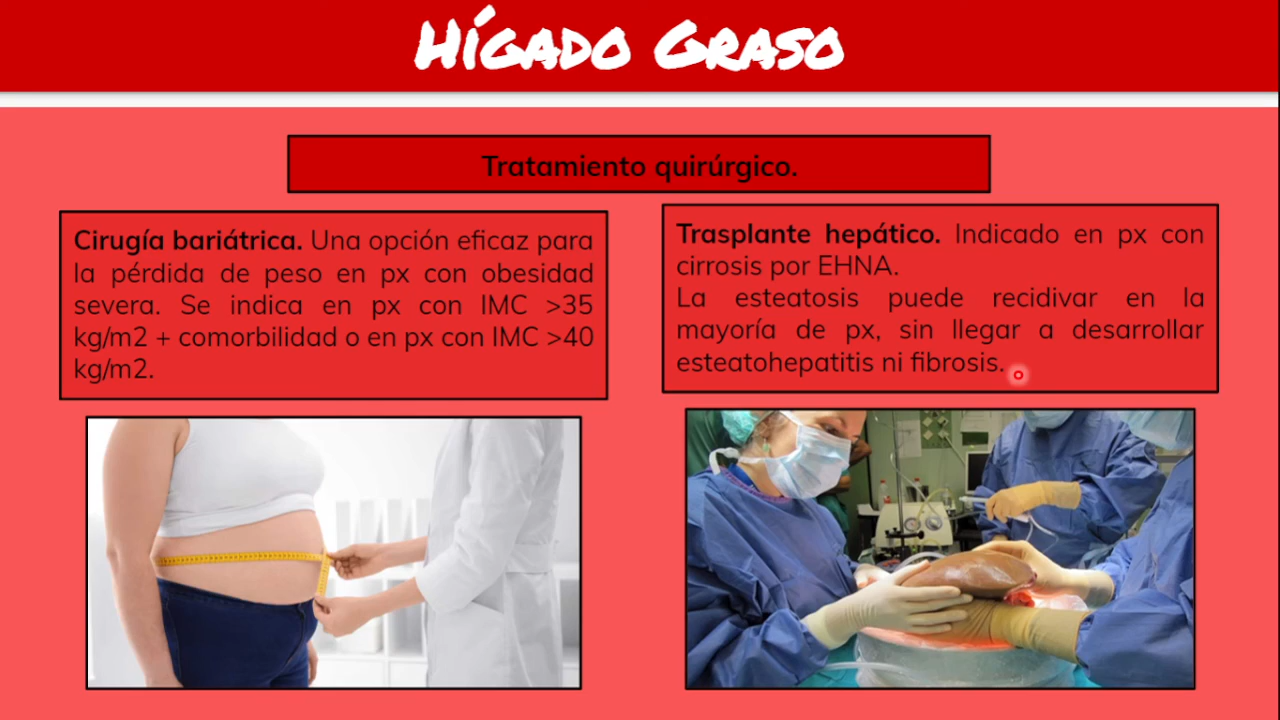 Hígado Graso
Tratamiento quirúrgico.
Cirugía bariátrica. Una opción eficaz para
la pérdida de peso en px con obesidad
severa. Se indica en px con IMC >35
kg/m2 + comorbilidad o en px con IMC >40
kg/m2.
Trasplante hepático. Indicado en px con
cirrosis por EHNA.
La esteatosis puede recidivar en la
mayoría de px, sin llegar a desarrollar
esteatohepatitis ni fibrosis.